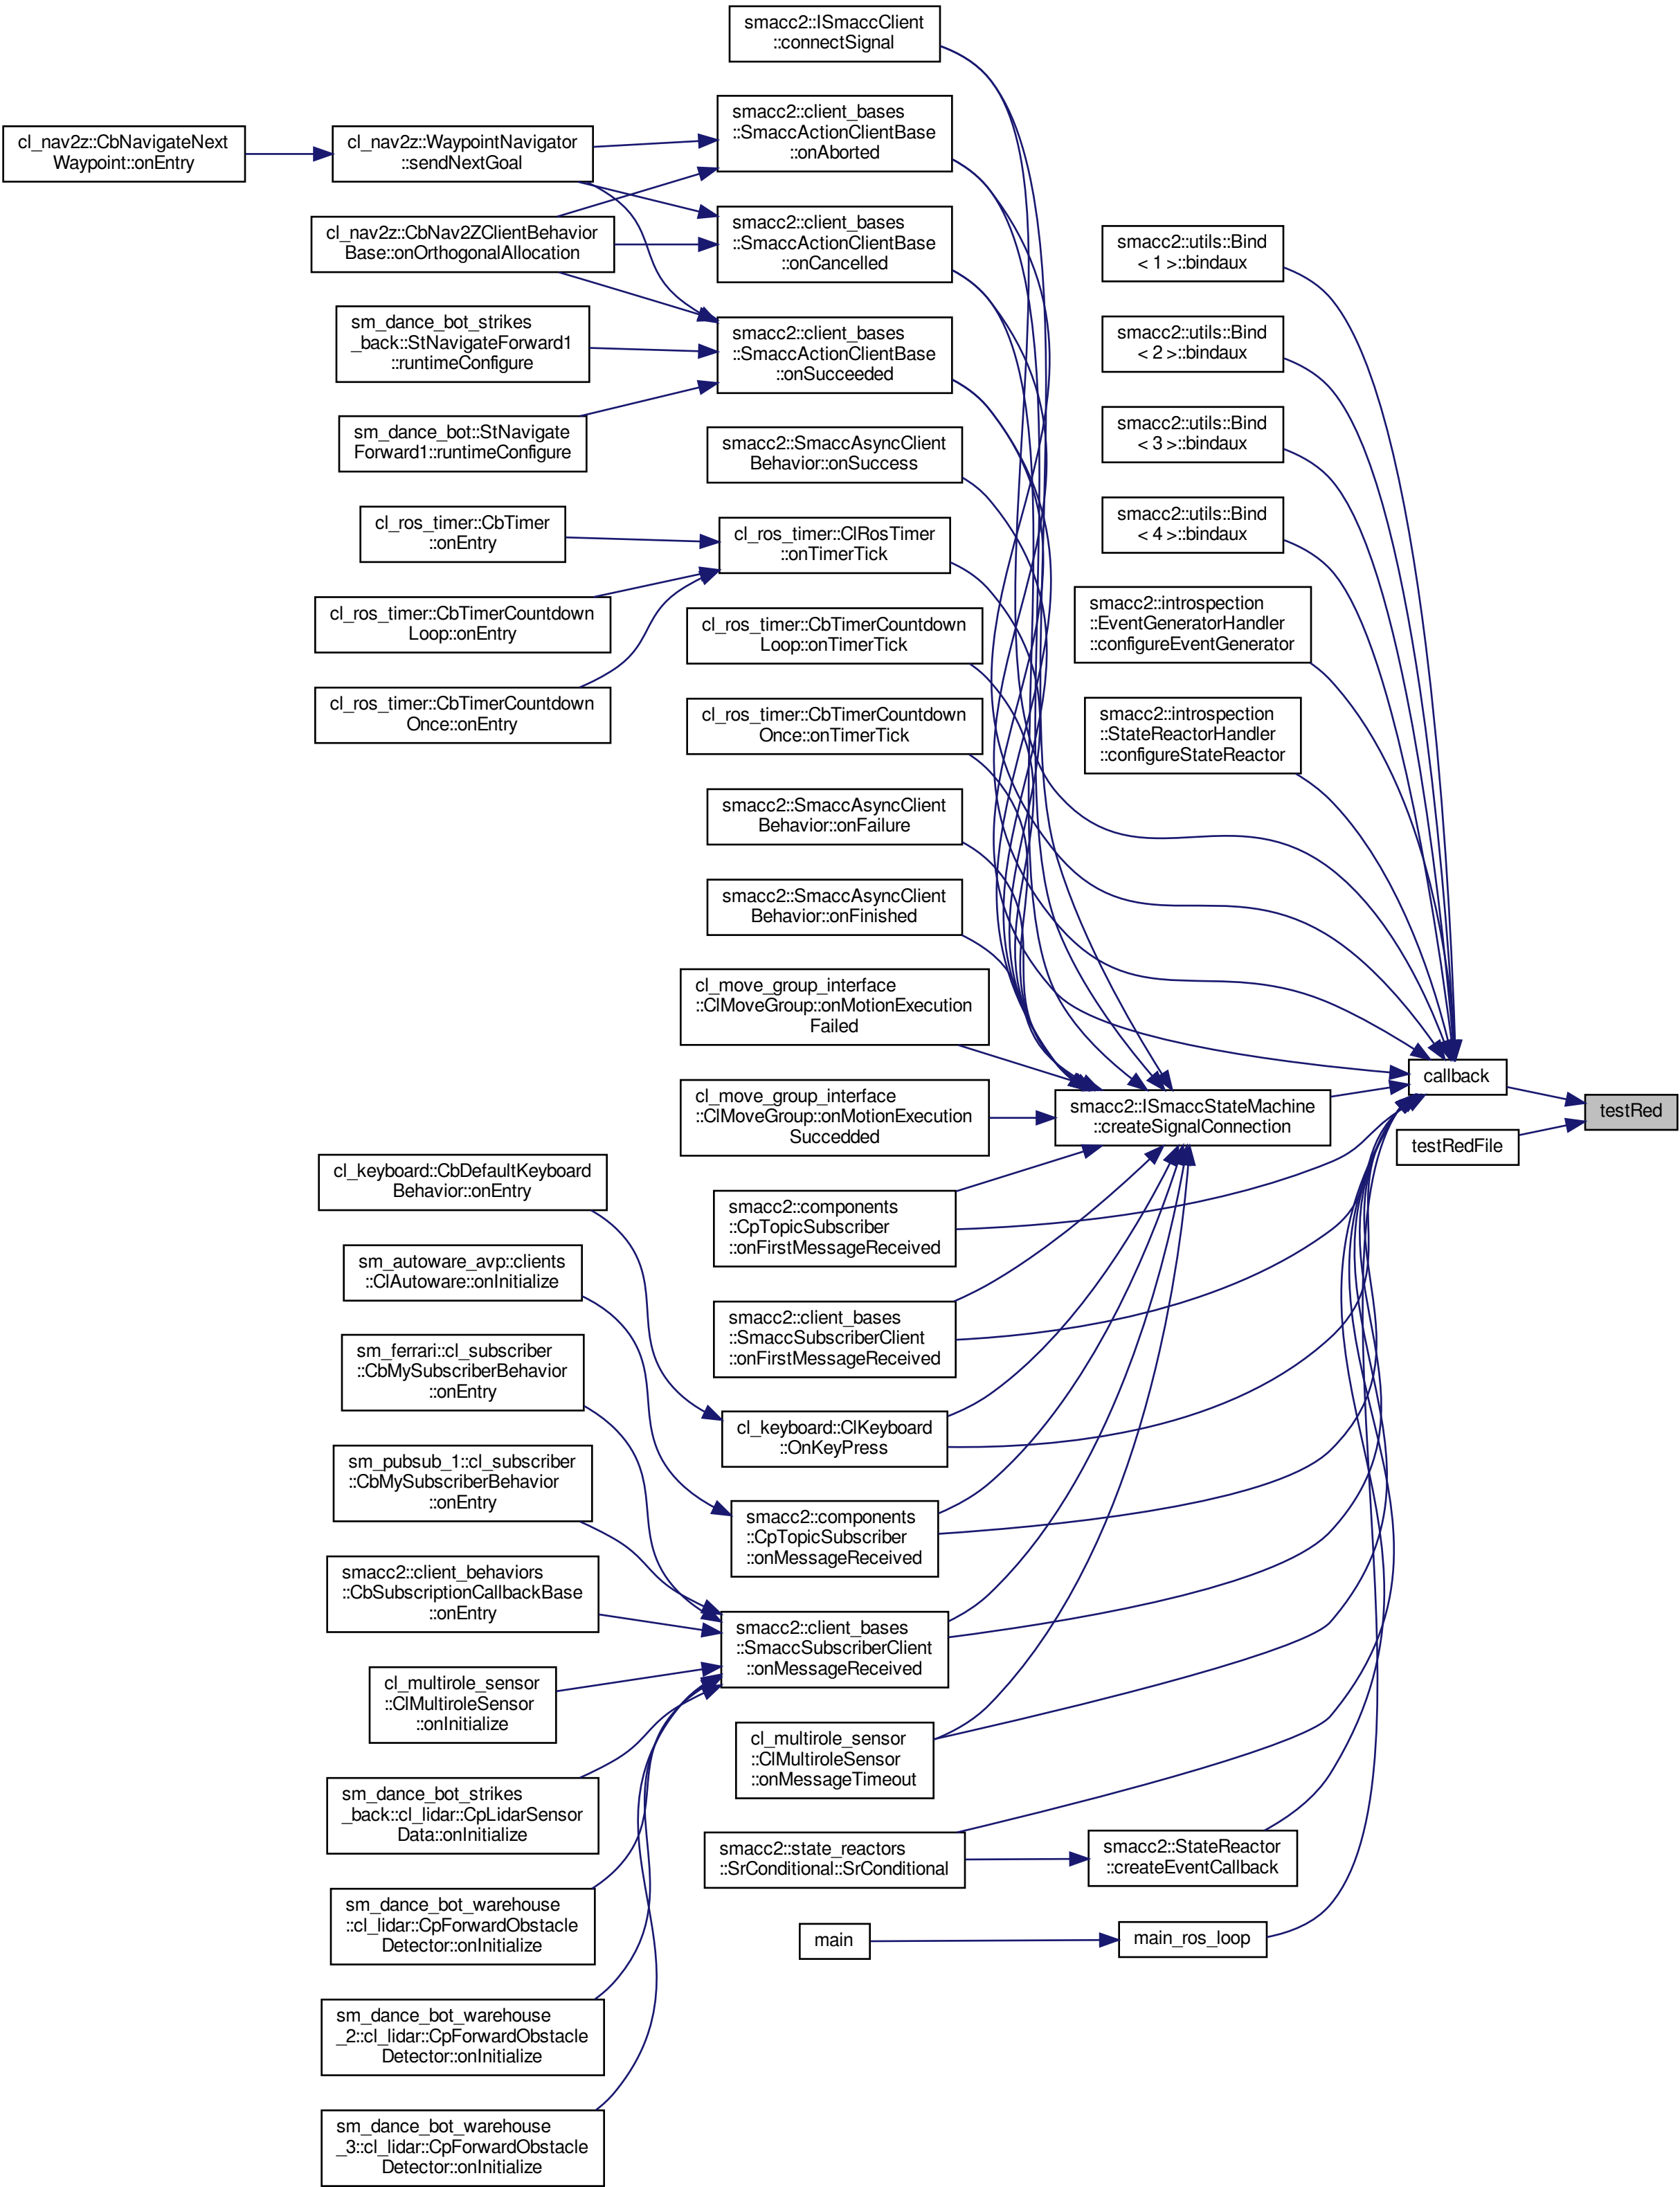 smacc2::ISmaccClient
::connectSignal
smacc2::client_bases
::SmaccActionClientBase
::onAborted
cl_nav2z::CbNavigateNext
Waypoint::onEntry
cl_nav2z::WaypointNavigator
::sendNextGoal
smacc2::client_bases
::SmaccActionClientBase
::onCancelled
cl_nav2z::CbNav2ZClientBehavior
Base::onOrthogonalAllocation
smacc2::utils::Bind
< 1 >::bindaux
sm_dance_bot_strikes
_back::StNavigateForward1
::runtimeConfigure
smacc2::client_bases
::SmaccActionClientBase
::onSucceeded
smacc2::utils::Bind
< 2 >::bindaux
sm_dance_bot::StNavigate
Forward1::runtimeConfigure
smacc2::SmaccAsyncClient
Behavior::onSuccess
smacc2::utils::Bind
< 3 >::bindaux
cl_ros_timer::CbTimer
::onEntry
cl_ros_timer::ClRosTimer
::onTimerTick
smacc2::utils::Bind
< 4 >::bindaux
cl_ros_timer::CbTimerCountdown
Loop::onEntry
cl_ros_timer::CbTimerCountdown
Loop::onTimerTick
smacc2::introspection
::EventGeneratorHandler
::configureEventGenerator
cl_ros_timer::CbTimerCountdown
Once::onEntry
cl_ros_timer::CbTimerCountdown
Once::onTimerTick
smacc2::introspection
::StateReactorHandler
::configureStateReactor
smacc2::SmaccAsyncClient
Behavior::onFailure
smacc2::SmaccAsyncClient
Behavior::onFinished
cl_move_group_interface
::ClMoveGroup::onMotionExecution
Failed
callback
cl_move_group_interface
::ClMoveGroup::onMotionExecution
Succedded
smacc2::ISmaccStateMachine
::createSignalConnection
testRed
testRedFile
cl_keyboard::CbDefaultKeyboard
Behavior::onEntry
smacc2::components
::CpTopicSubscriber
::onFirstMessageReceived
sm_autoware_avp::clients
::ClAutoware::onInitialize
smacc2::client_bases
::SmaccSubscriberClient
::onFirstMessageReceived
sm_ferrari::cl_subscriber
::CbMySubscriberBehavior
::onEntry
cl_keyboard::ClKeyboard
::OnKeyPress
sm_pubsub_1::cl_subscriber
::CbMySubscriberBehavior
::onEntry
smacc2::components
::CpTopicSubscriber
::onMessageReceived
smacc2::client_behaviors
::CbSubscriptionCallbackBase
::onEntry
smacc2::client_bases
::SmaccSubscriberClient
::onMessageReceived
cl_multirole_sensor
::ClMultiroleSensor
::onInitialize
cl_multirole_sensor
::ClMultiroleSensor
::onMessageTimeout
sm_dance_bot_strikes
_back::cl_lidar::CpLidarSensor
Data::onInitialize
smacc2::state_reactors
::SrConditional::SrConditional
smacc2::StateReactor
::createEventCallback
sm_dance_bot_warehouse
::cl_lidar::CpForwardObstacle
Detector::onInitialize
main
main_ros_loop
sm_dance_bot_warehouse
_2::cl_lidar::CpForwardObstacle
Detector::onInitialize
sm_dance_bot_warehouse
_3::cl_lidar::CpForwardObstacle
Detector::onInitialize